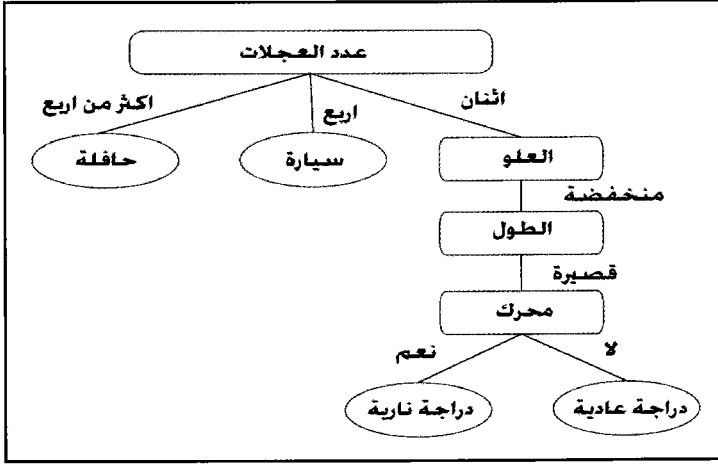 عدد العجلات
اثنان
اربع
اكثر من اربع
العلو
سيارة
حافلة
منخفضة
الطول
قصيرة
محرك
لا
نعم
دراجة عادية
دراجة نارية